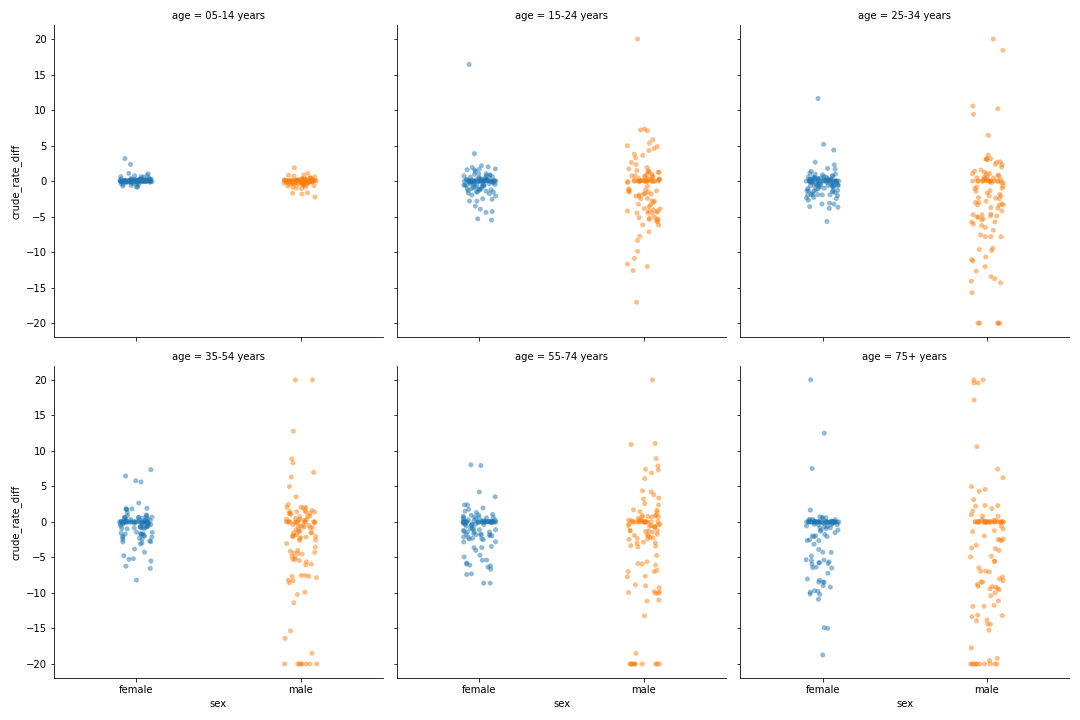 age = 05-14 years
age = 15-24 years
age = 25-34 years
20
15
10
5
0
−5
−10
−15
−20
crude_rate_diff
age = 35-54 years
age = 55-74 years
age = 75+ years
20
15
10
5
0
−5
−10
−15
−20
crude_rate_diff
female
male
female
male
female
male
sex
sex
sex